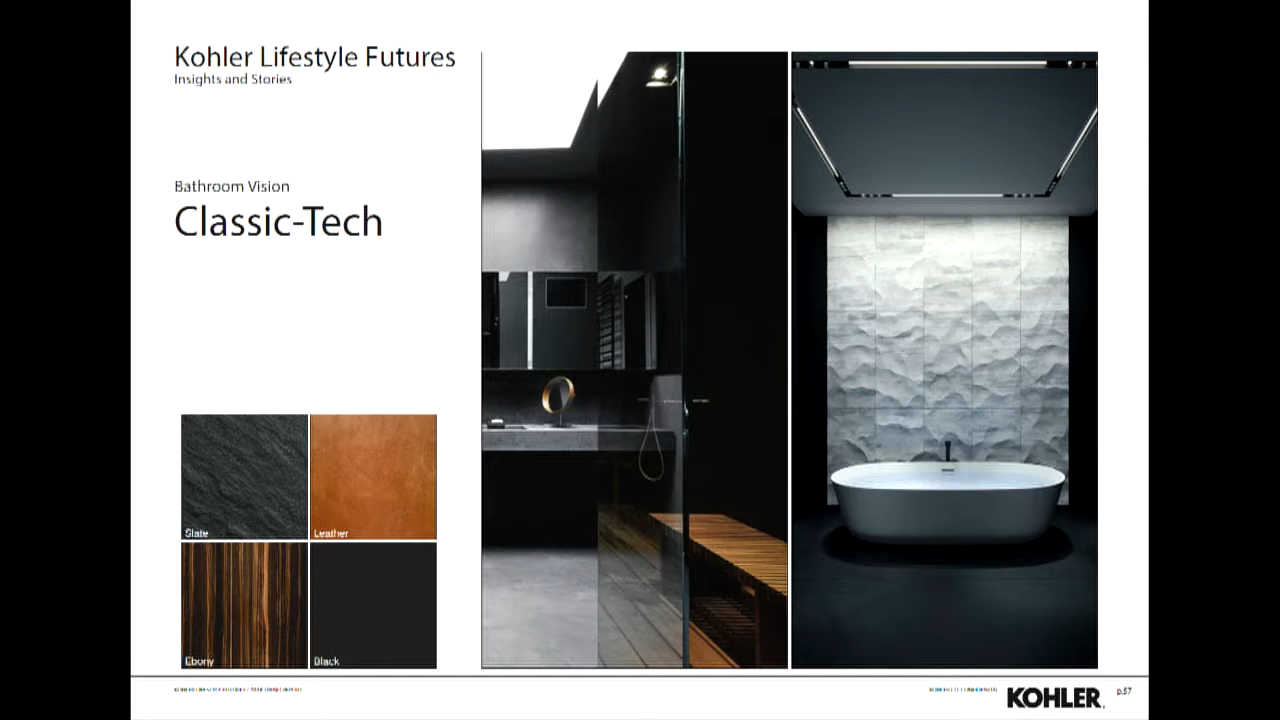 Kohler Lifestyle Futures
Insights and Stories
Bathroom Vision
Classic-Tech
Slate
Leather
Ebony
Black
KOHLER.
p.57